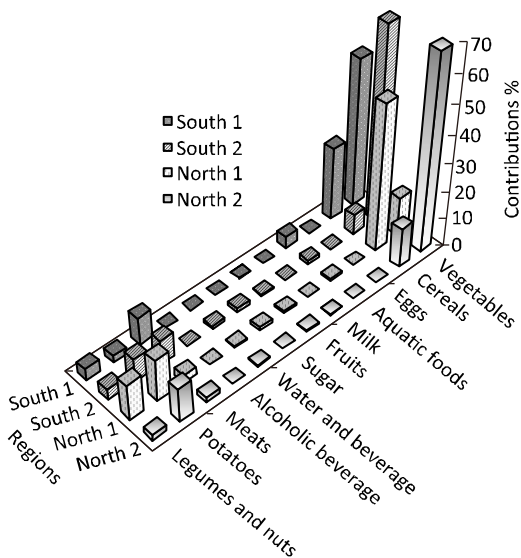 South 1
South 2
North 1
North 2
70
60
50
40
30
20
10
0
Contributions %
Vegetables
Cereals
Eggs
Aquatic foods
Milk
Fruits
Sugar
Water and beverage
Alcoholic beverage
Meats
Potatoes
Legumes and nuts
South 1
South 2
North 1
North 2
Regions